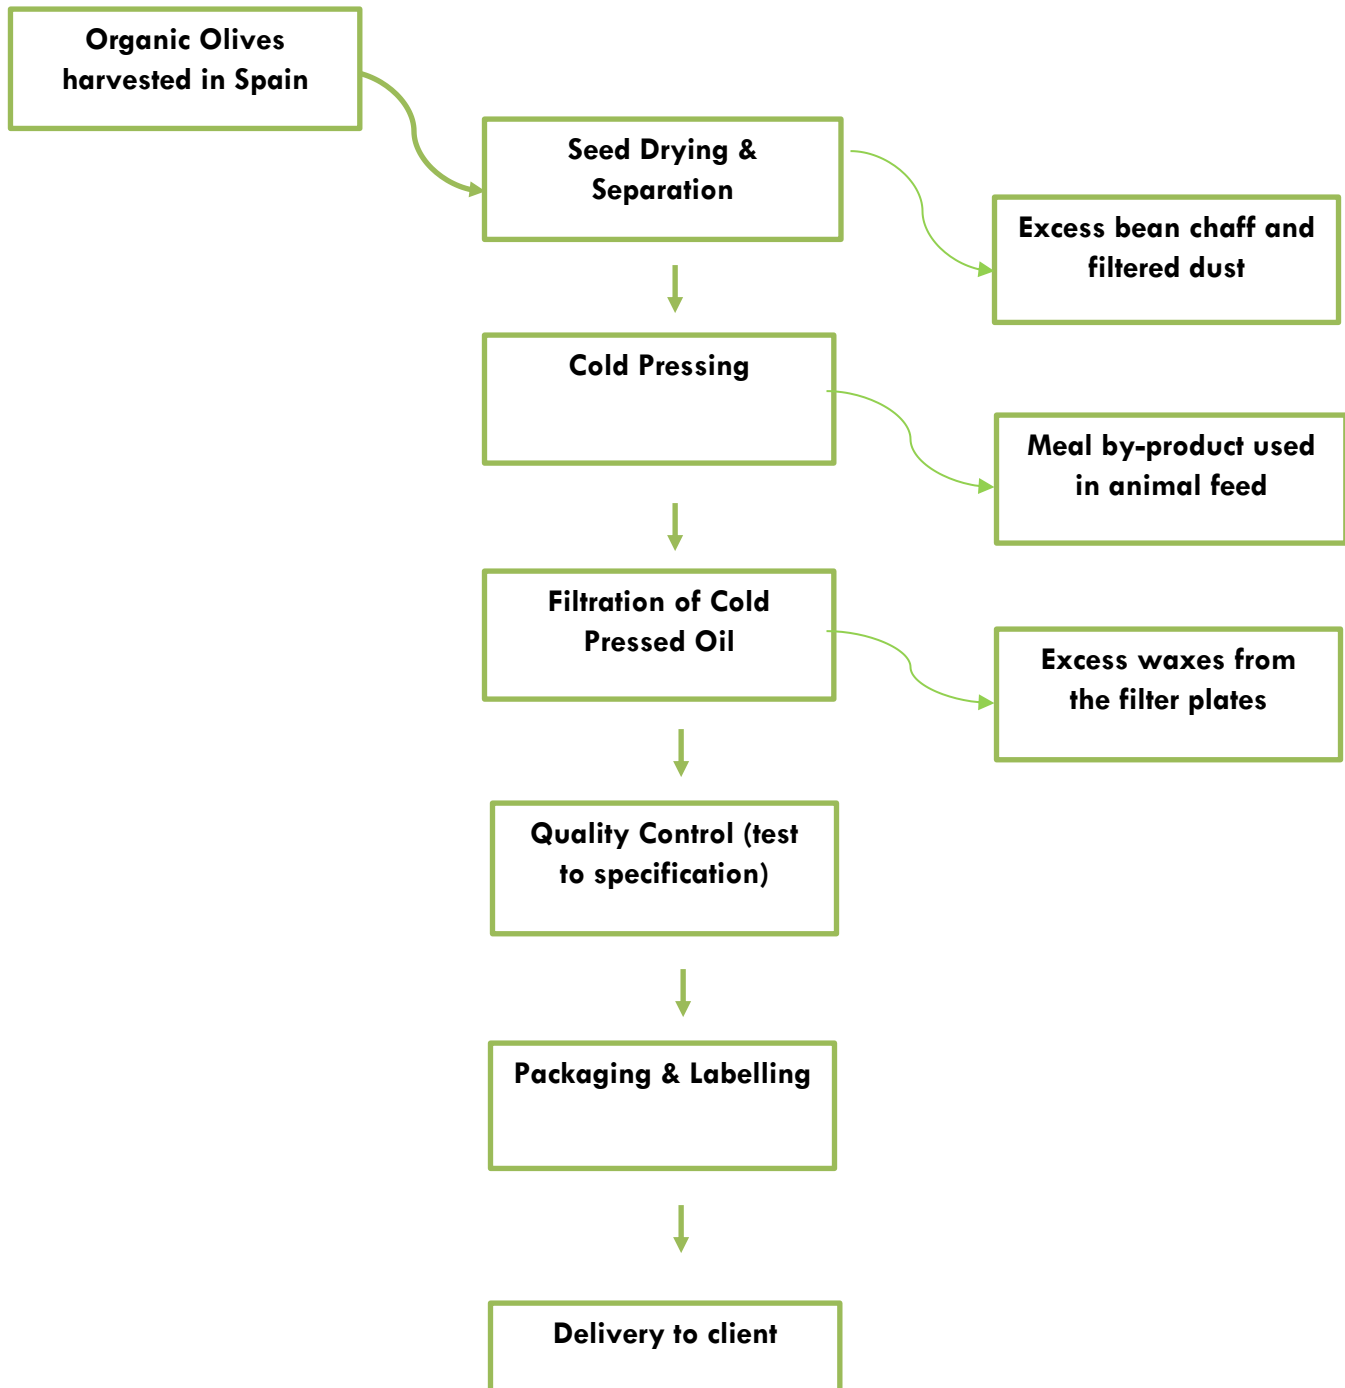 Organic Olives
harvested in Spain
Seed Drying &
Separation
Excess bean chaff and
filtered dust
Cold Pressing
Meal by-product used
in animal feed
Filtration of Cold
Pressed Oil
Excess waxes from
the filter plates
Quality Control (test
to specification)
Packaging & Labelling
Delivery to client